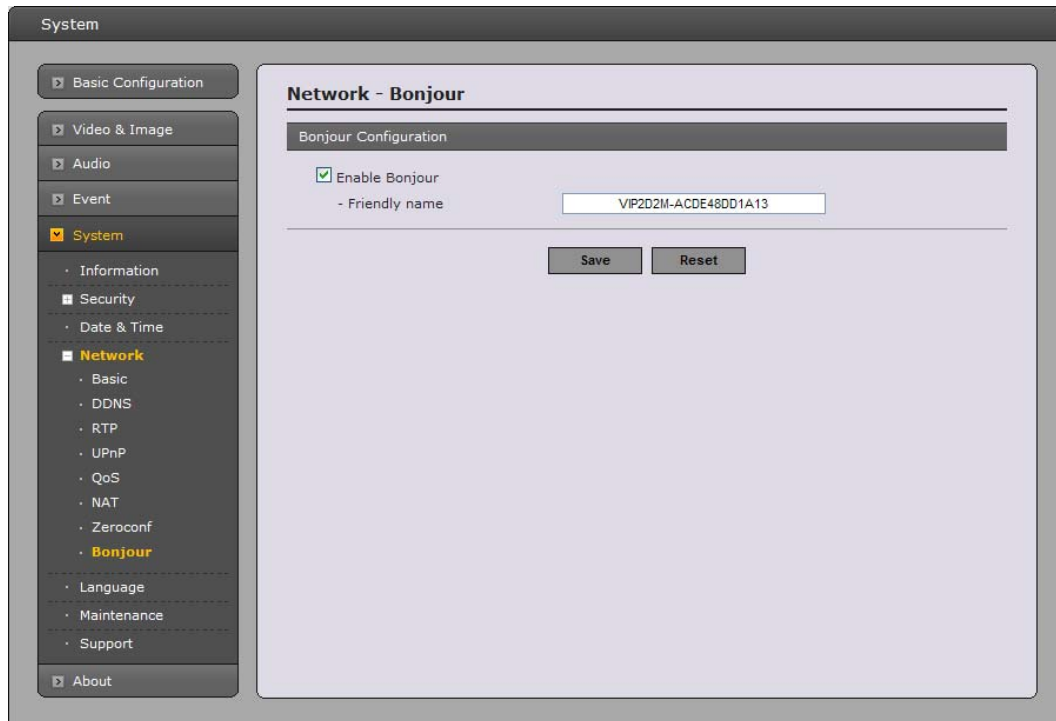 System
Basic Configuration
Video & Image
Audio
Event
System
· Information
Security
· Date & Time
Network
· Basic
· DDNS
· RTP
· UPnP
· QoS
· NAT
· Zeroconf
· Bonjour
· Language
· Maintenance
· Support
About
Network - Bonjour
Bonjour Configuration
Enable Bonjour
- Friendly name VIP2D2M-ACDE48DD1A13
Save Reset